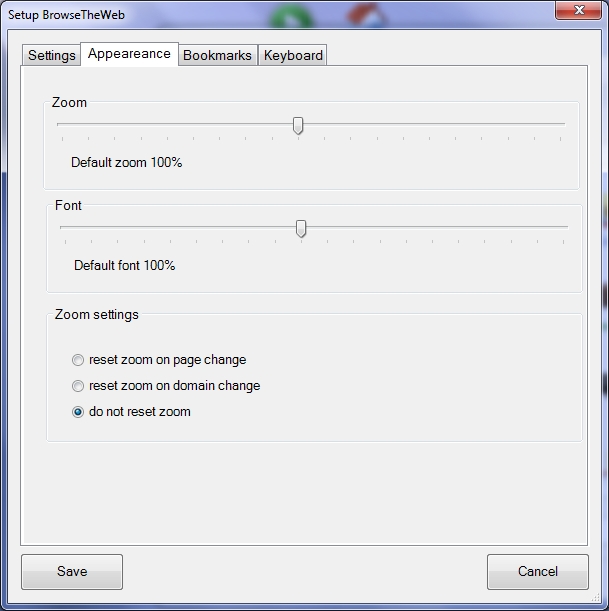 Setup BrowseTheWeb
Settings Appeareance Bookmarks Keyboard
Zoom
Default zoom 100%
Font
Default font 100%
Zoom settings
reset zoom on page change
reset zoom on domain change
do not reset zoom
Save Cancel